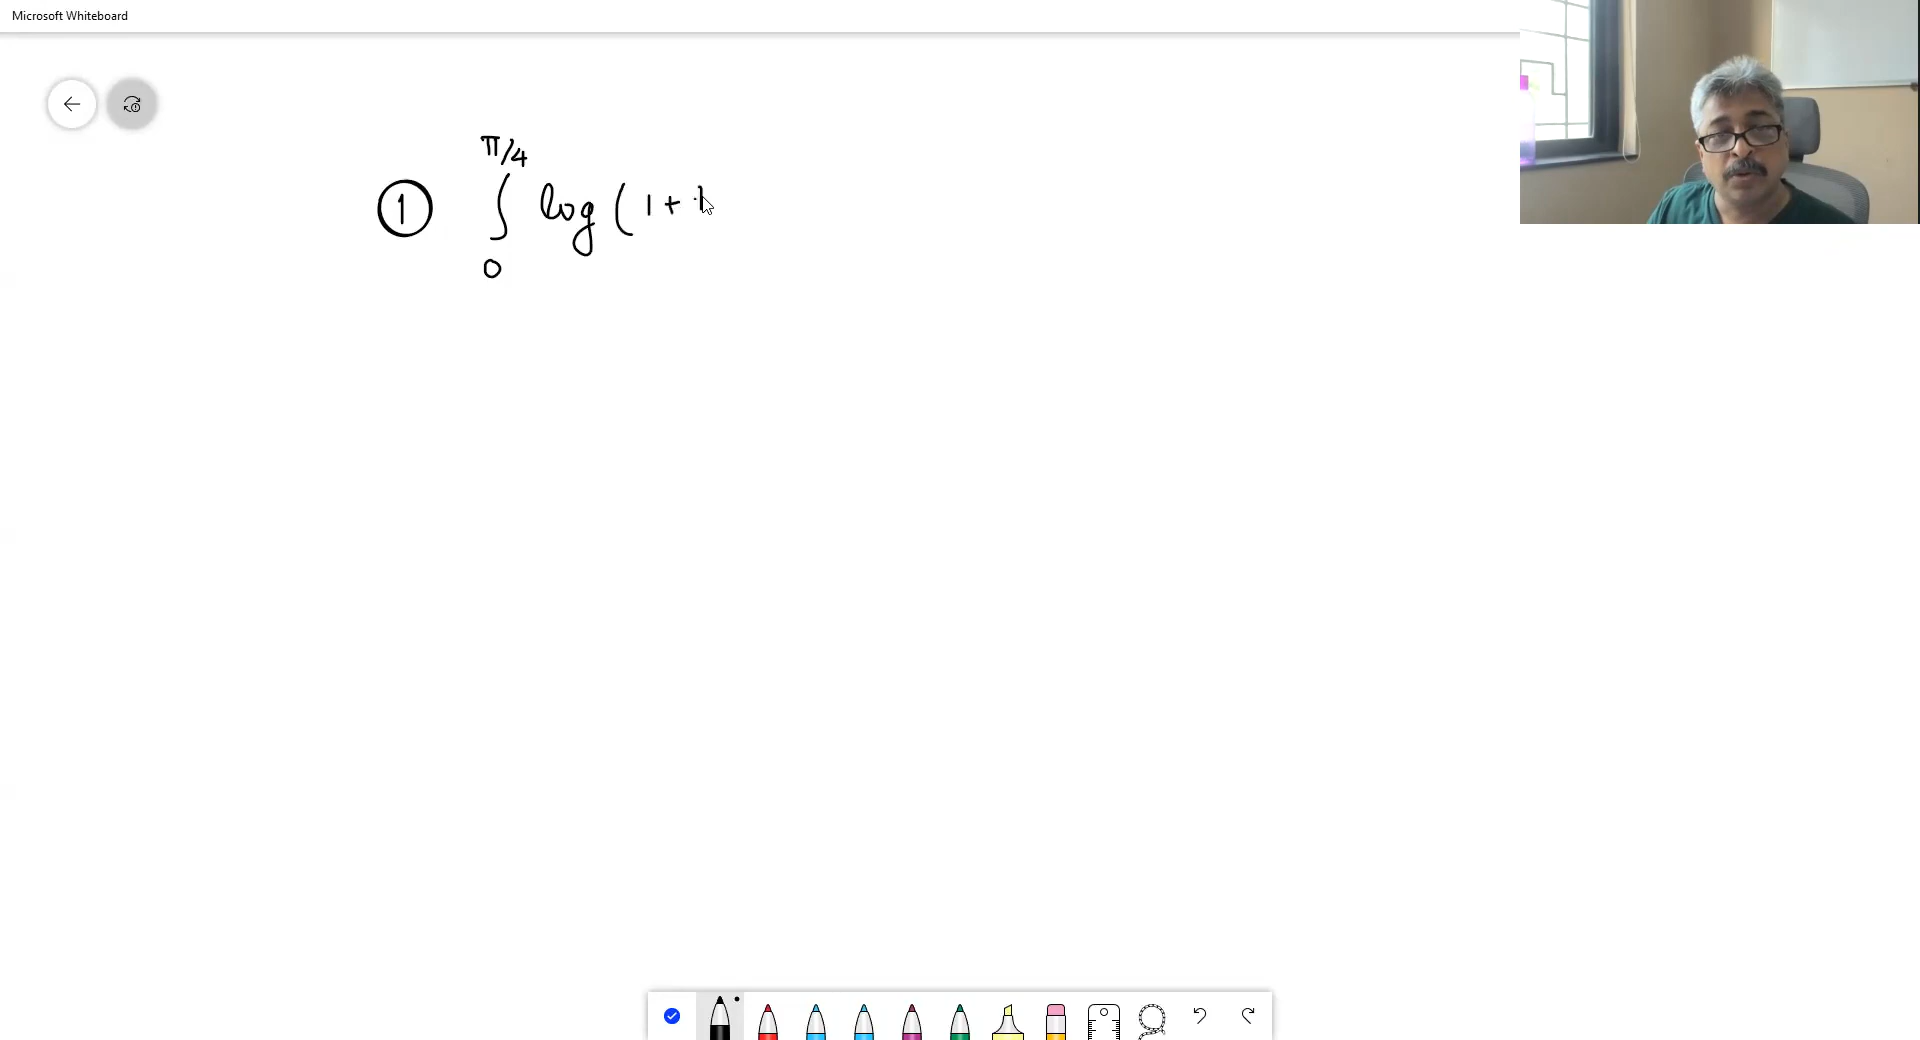 Microsoft Whiteboard
π/4
① ∫ log ( 1 +
0